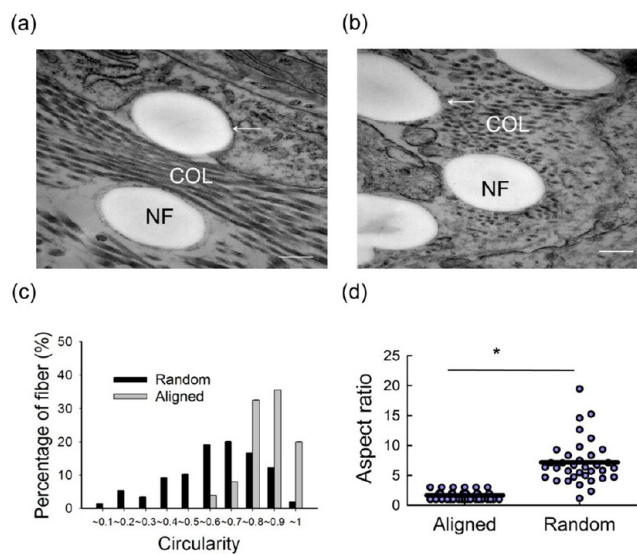 (a)
(b)
COL
NF
COL
NF
(c)
(d)
50
40
30
20
10
0
Percentage of fiber (%)
Random
Aligned
~0.1 ~0.2 ~0.3 ~0.4 ~0.5 ~0.6 ~0.7 ~0.8 ~0.9 ~1
Circularity
*
25
20
15
10
5
0
Aspect ratio
Aligned Random